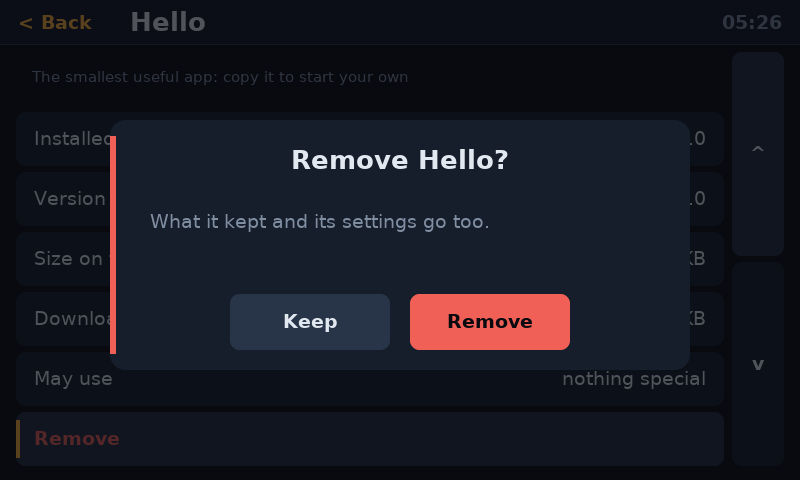 < Back Hello 05:26
The smallest useful app: copy it to start your own
Remove Hello?
What it kept and its settings go too.
Keep Remove
Installed .0
Version .0
Size on KB
KB
May use nothing special
Remove
^
v